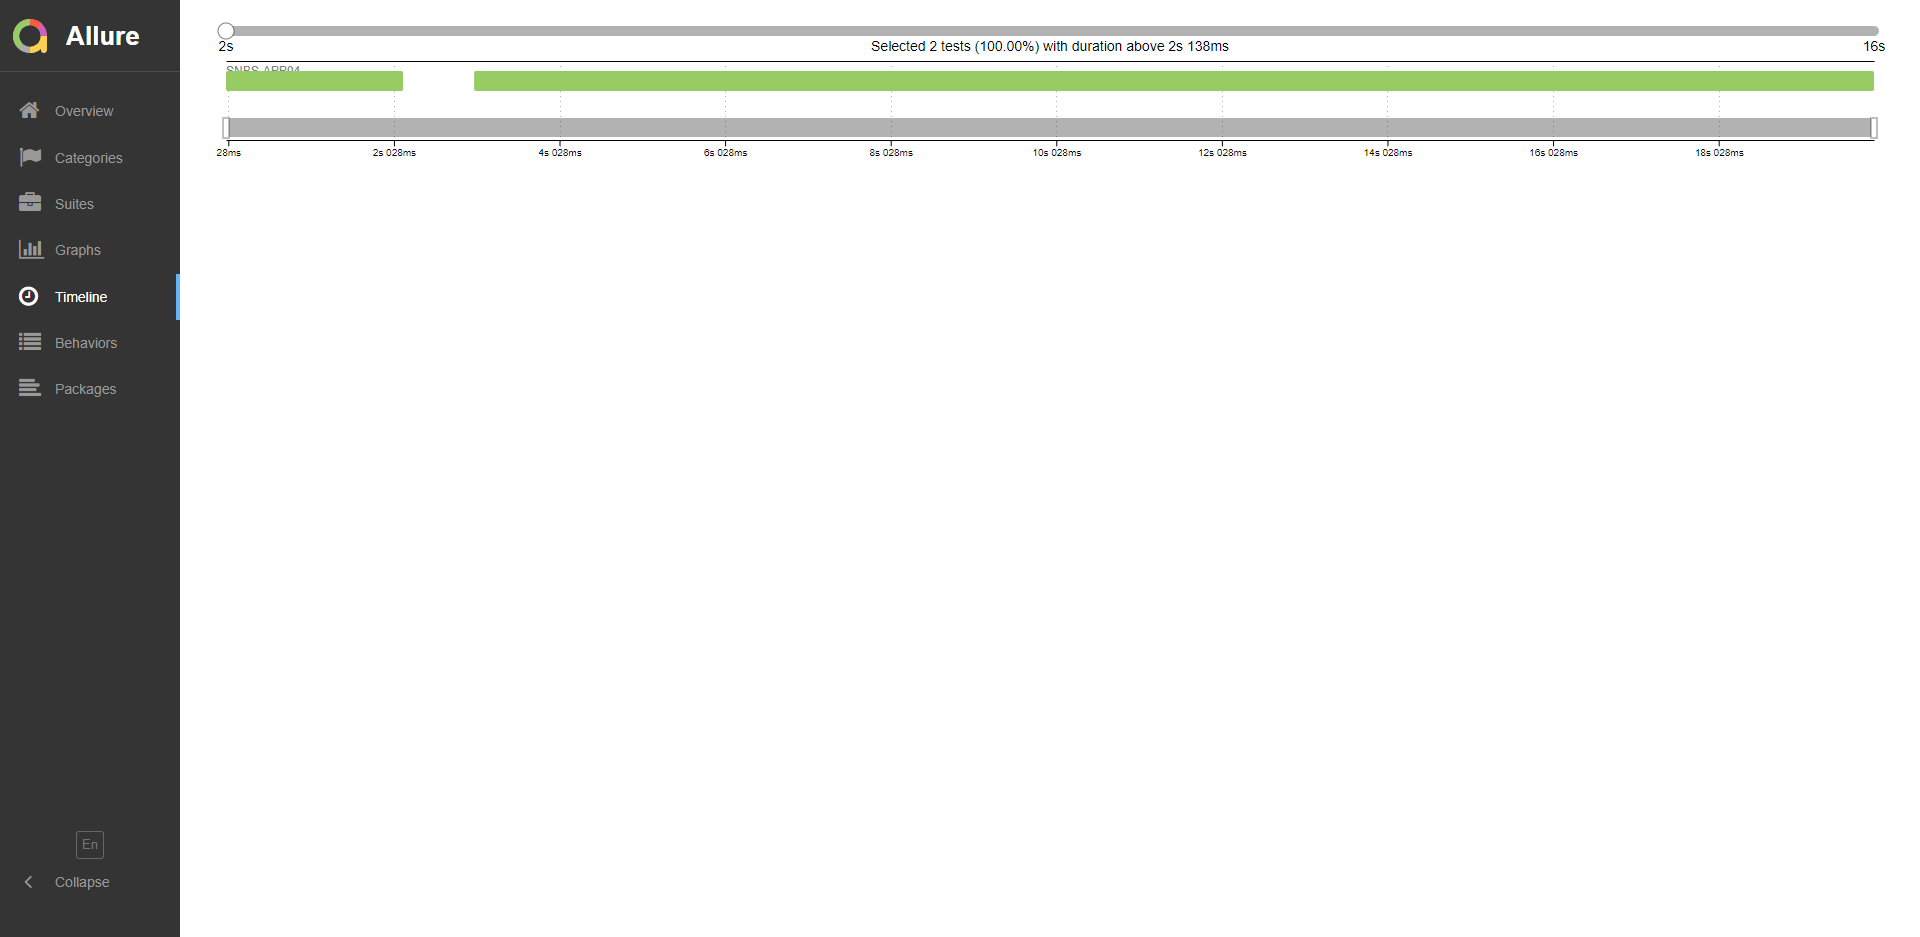 Allure
Overview
Categories
Suites
Graphs
Timeline
Behaviors
Packages
En
Collapse
2s
Selected 2 tests (100.00%) with duration above 2s 138ms
16s
SNBS-APP04
28ms
2s 028ms
4s 028ms
6s 028ms
8s 028ms
10s 028ms
12s 028ms
14s 028ms
16s 028ms
18s 028ms